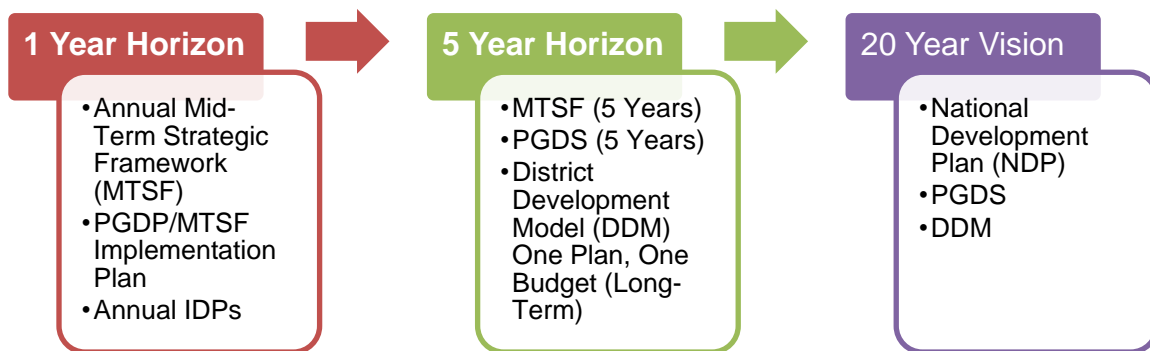 1 Year Horizon
•Annual Mid-
Term Strategic
Framework
(MTSF)
•PGDP/MTSF
Implementation
Plan
•Annual IDPs
5 Year Horizon
•MTSF (5 Years)
•PGDS (5 Years)
•District
Development
Model (DDM)
One Plan, One
Budget (Long-
Term)
20 Year Vision
•National
Development
Plan (NDP)
•PGDS
•DDM